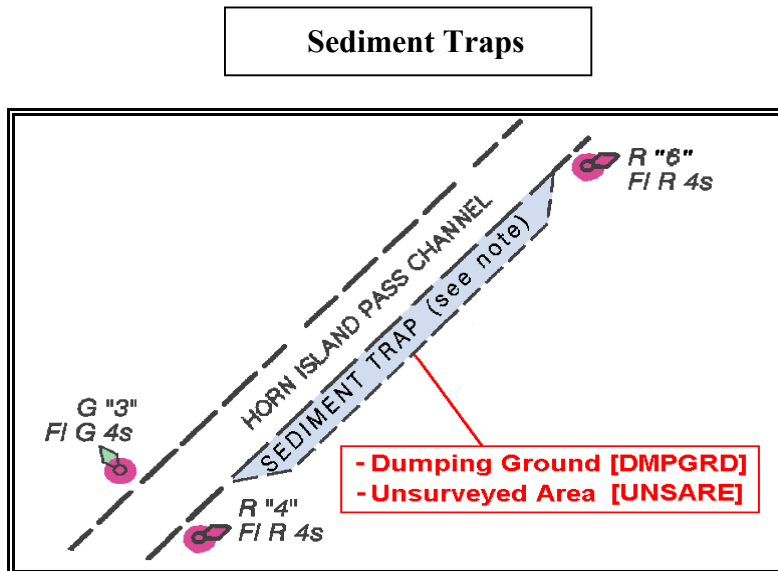 Sediment Traps
R "6"
Fl R 4s
HORN ISLAND PASS CHANNEL
SEDIMENT TRAP (see note)
G "3"
Fl G 4s
- Dumping Ground [DMPGRD]
- Unsurveyed Area [UNSARE]
R "4"
Fl R 4s